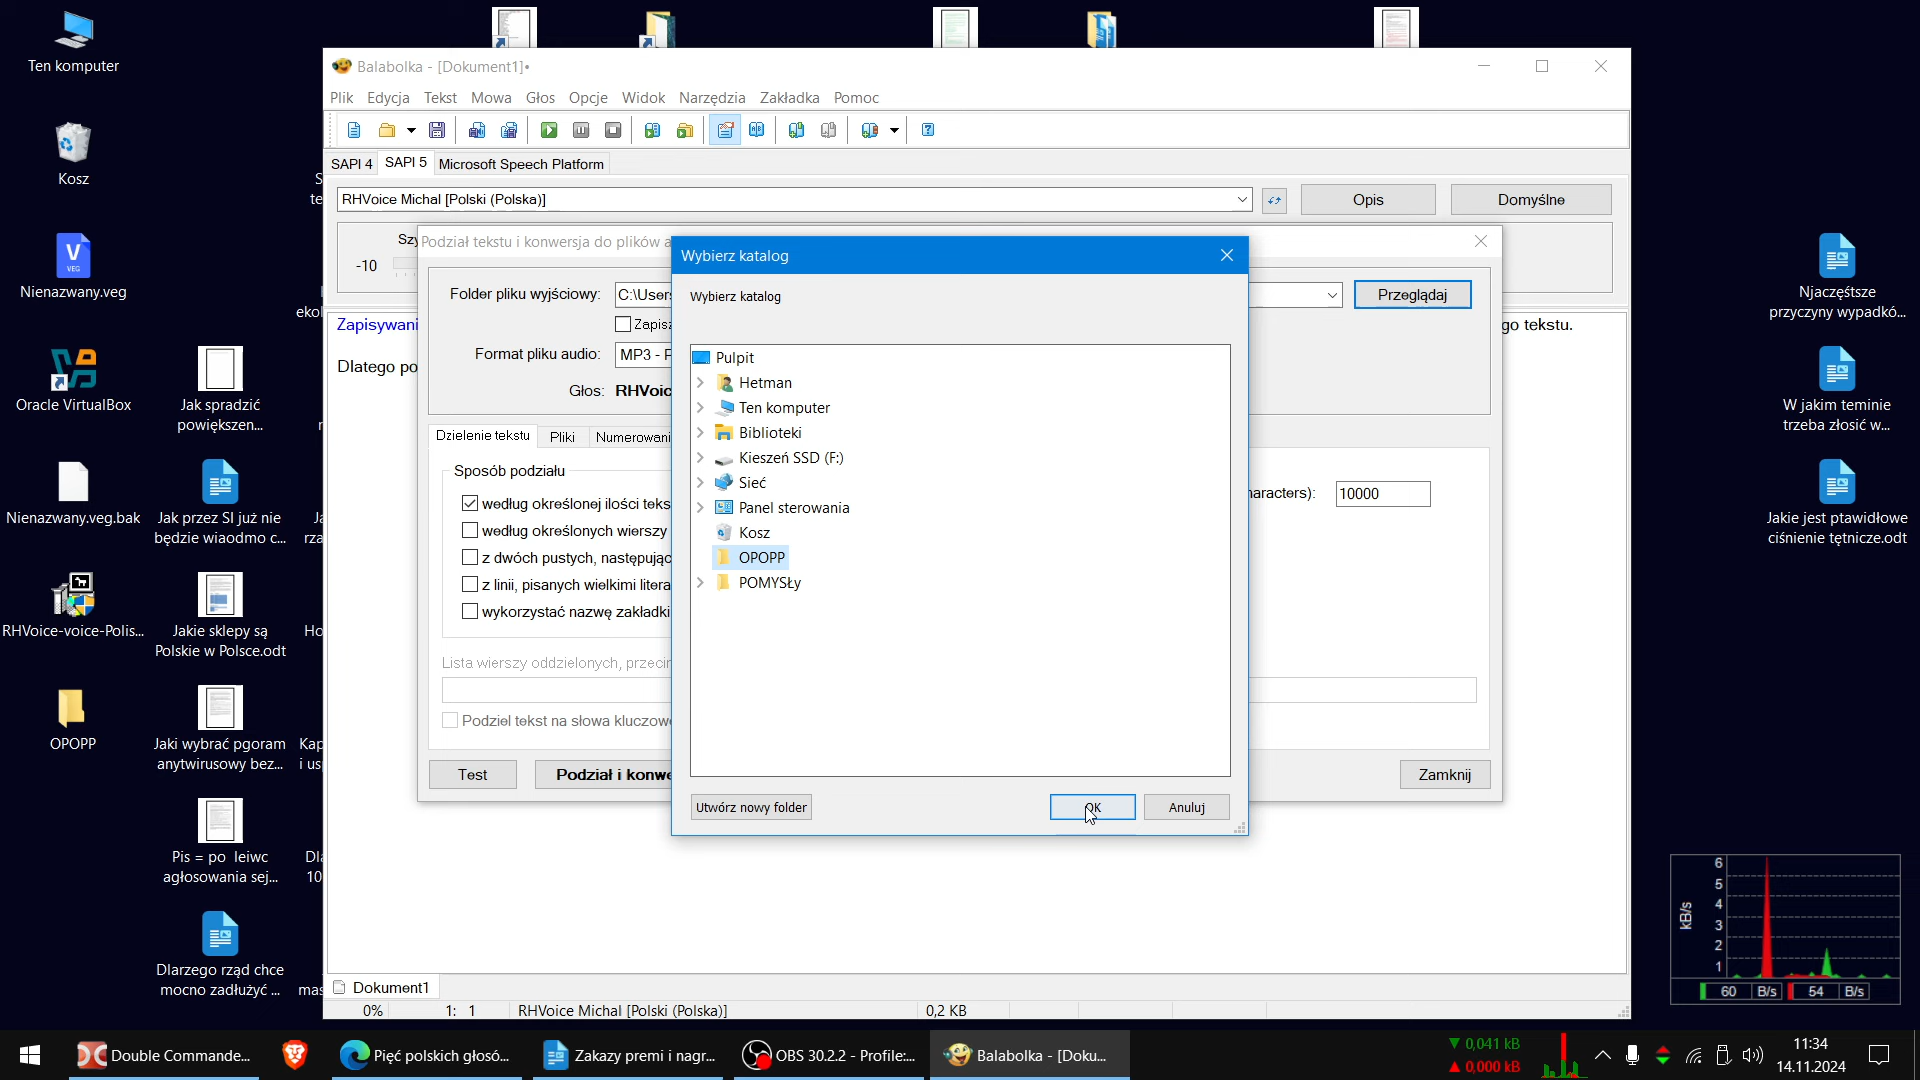 Ten komputer
Kosz
Nienazwany.veg
Oracle VirtualBox
Nienazwany.veg.bak
RHVoice-voice-Polis...
OPOPP
Jak spradzić
powiększen...
Jak przez SI już nie
będzie wiaodmo c...
Jakie sklepy są
Polskie w Polsce.odt
Jaki wybrać pgoram
anytwirusowy bez...
Pis = po leiwc
agłosowania sej...
Dlarzego rząd chce
mocno zadłużyć ...
Balabolka - [Dokument1]•
Plik Edycja Tekst Mowa Głos Opcje Widok Narzędzia Zakładka Pomoc
SAPI 4 SAPI 5 Microsoft Speech Platform
RHVoice Michal [Polski (Polska)]
Opis
Domyślne
Szy
-10
Zapisywani
go tekstu.
Dlatego po
Podział tekstu i konwersja do plików a
Folder pliku wyjściowy: C:\Users
Przeglądaj
Zapisz
Format pliku audio: MP3 - P
Głos: RHVoic
Dzielenie tekstu Pliki Numerowani
Sposób podziału
według określonej ilości teks
haracters): 10000
według określonych wierszy
z dwóch pustych, następując
z linii, pisanych wielkimi litera
wykorzystać nazwę zakładki
Lista wierszy oddzielonych, przecin
Podziel tekst na słowa kluczowe
Test
Podział i konwe
Zamknij
Wybierz katalog
Wybierz katalog
Pulpit
Hetman
Ten komputer
Biblioteki
Kieszeń SSD (F:)
Sieć
Panel sterowania
Kosz
OPOPP
POMYSŁy
Utwórz nowy folder
OK
Anuluj
Dokument1
0% 1: 1 RHVoice Michal [Polski (Polska)] 0,2 KB
Njaczęśtsze
przyczyny wypadkó...
W jakim teminie
trzeba złosić w...
Jakie jest ptawidłowe
ciśnienie tętnicze.odt
kB/s
6
5
4
3
2
1
60 B/s 54 B/s
Double Commande...
Pięć polskich głosó...
Zakazy premi i nagr...
OBS 30.2.2 - Profile:...
Balabolka - [Doku...
0,041 kB
0,000 kB
11:34
14.11.2024